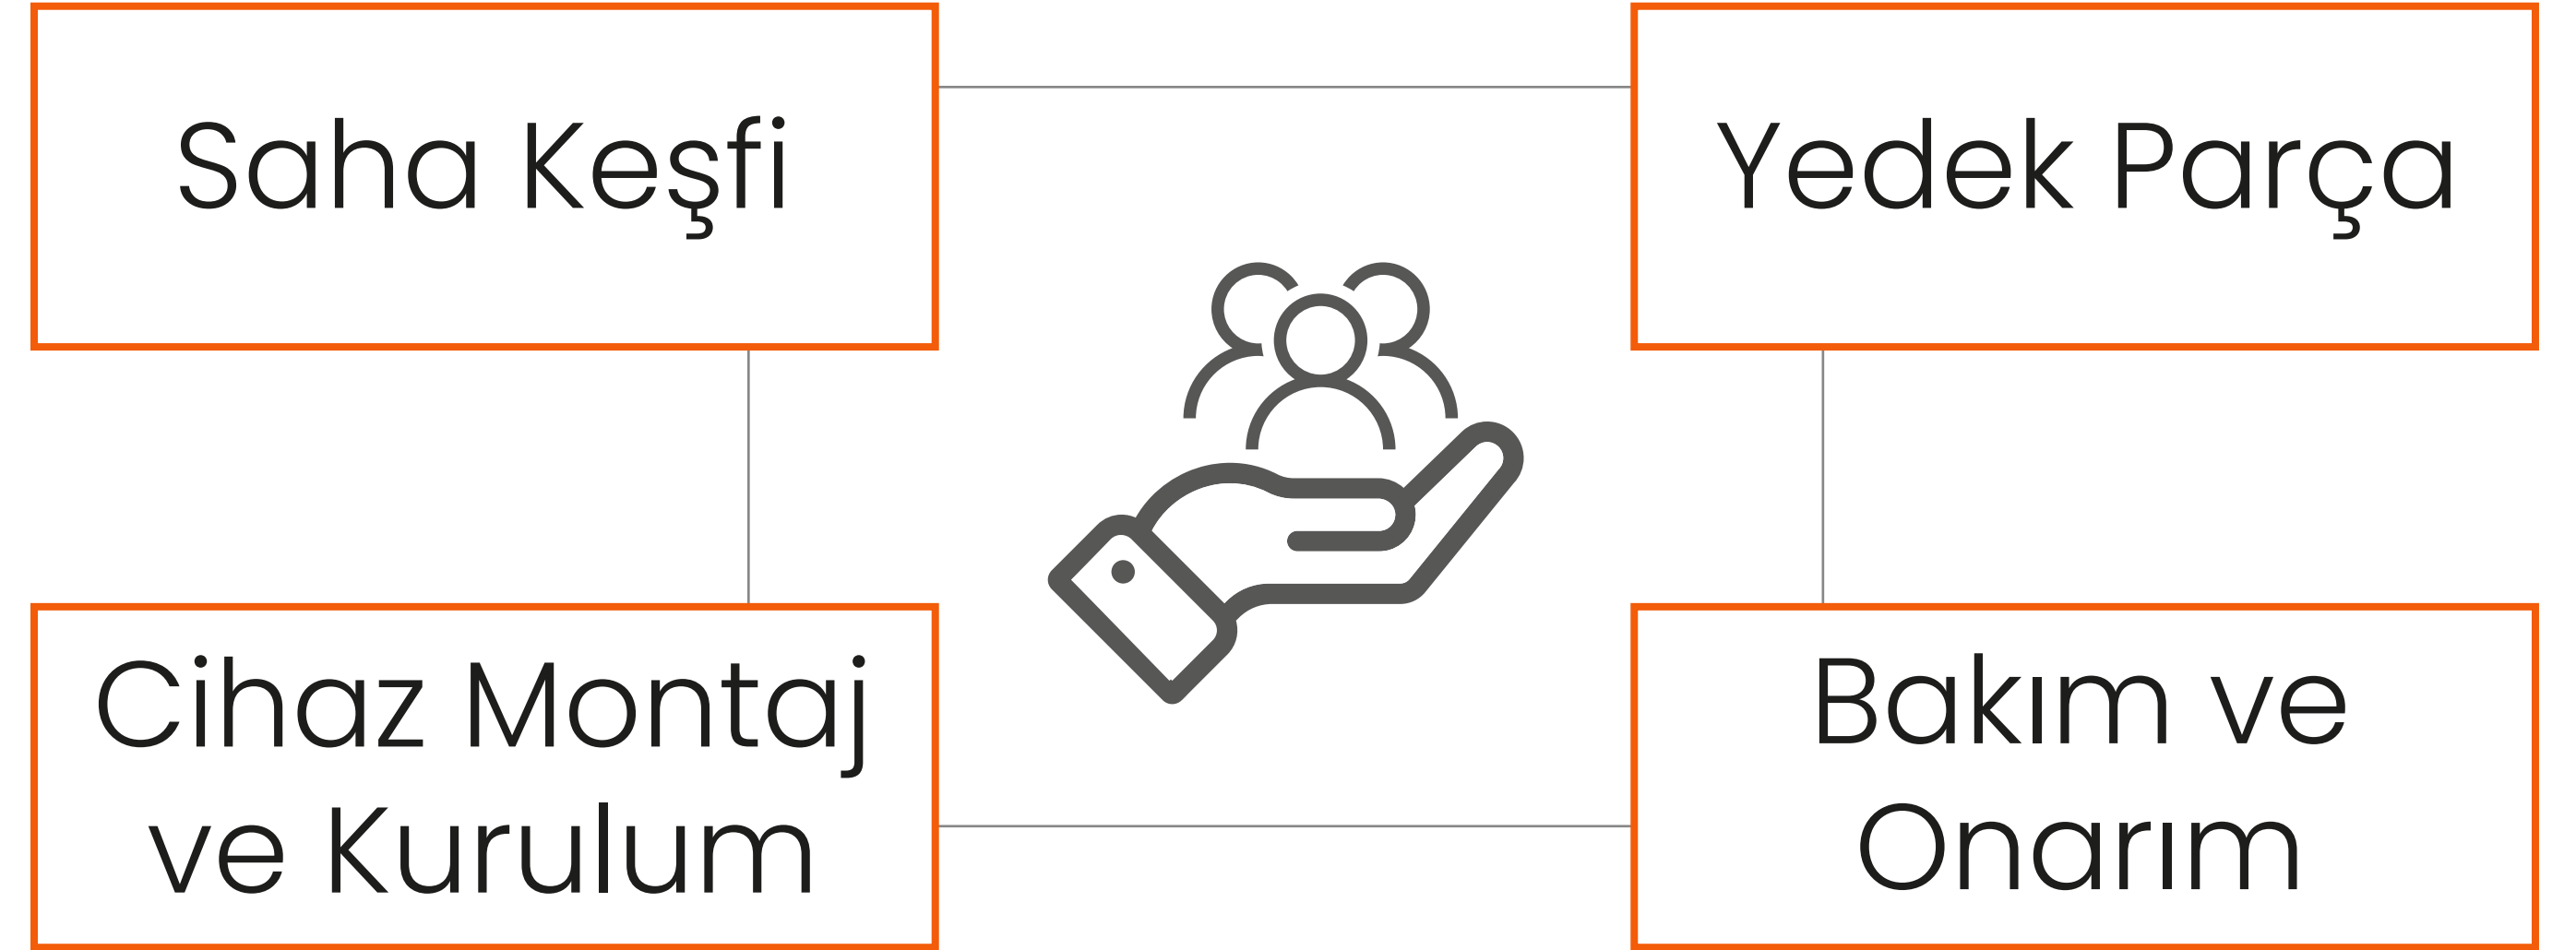 Saha Keşfi
Yedek Parça
Cihaz Montaj
ve Kurulum
Bakım ve
Onarım